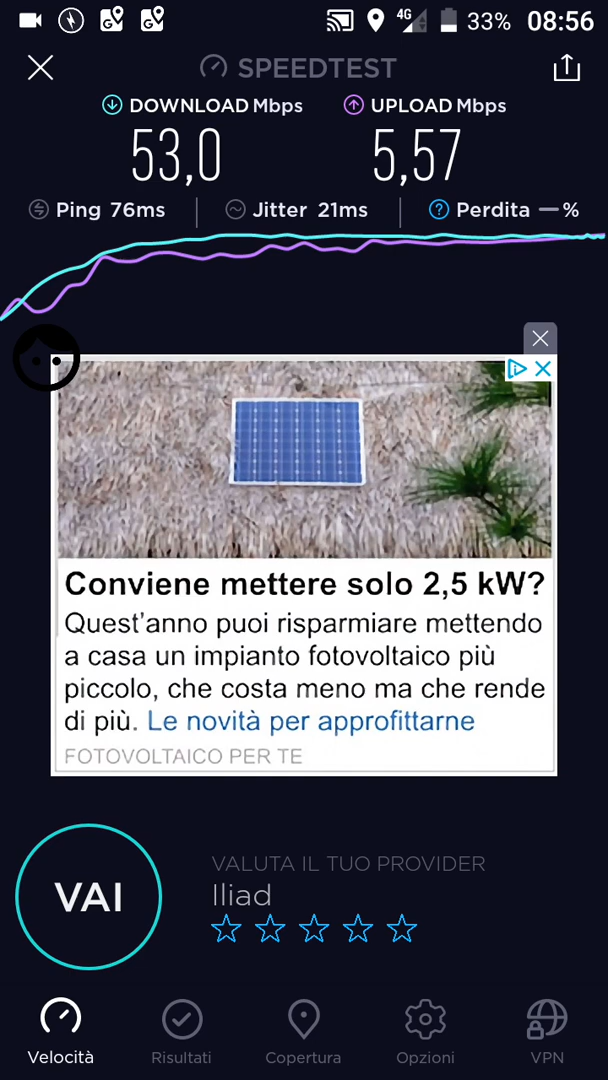 4G 33% 08:56
SPEEDTEST
DOWNLOAD Mbps UPLOAD Mbps
53,0 5,57
Ping 76ms Jitter 21ms Perdita —%
Conviene mettere solo 2,5 kW?
Quest'anno puoi risparmiare mettendo
a casa un impianto fotovoltaico più
piccolo, che costa meno ma che rende
di più. Le novità per approfittarne
FOTOVOLTAICO PER TE
VALUTA IL TUO PROVIDER
VAI Iliad
Velocità Risultati Copertura Opzioni VPN